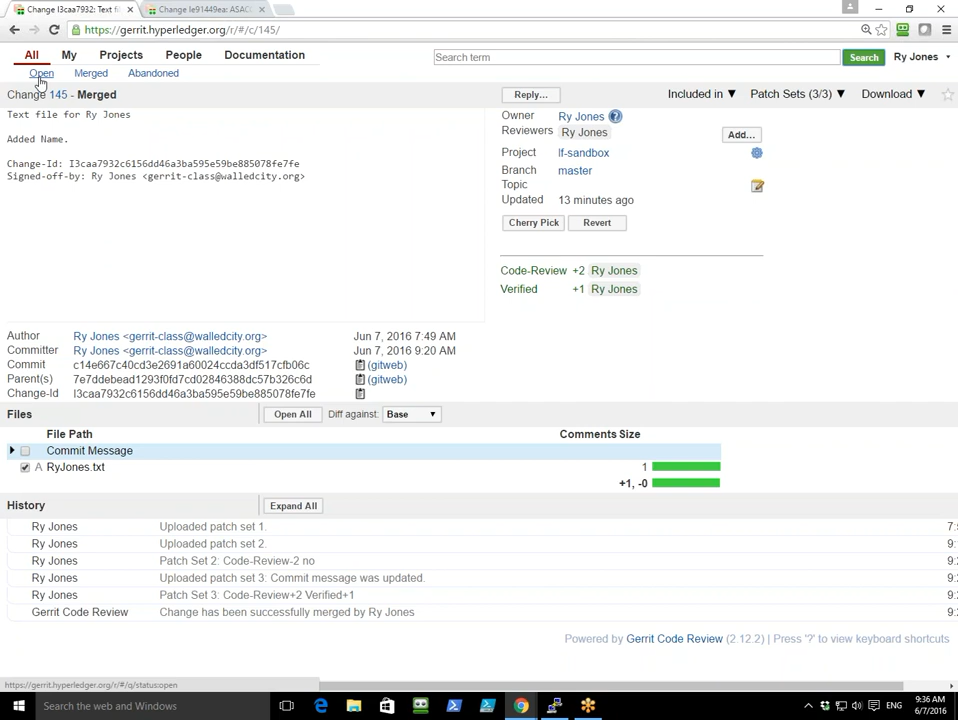 Change I3caa7932: Text f
Change Ie91449ea: ASAC
https://gerrit.hyperledger.org/r/#/c/145/
All My Projects People Documentation Search term Search Ry Jones
Open Merged Abandoned
Change 145 - Merged Reply... Included in ▼ Patch Sets (3/3) ▼ Download ▼
Text file for Ry Jones
Added Name.
Change-Id: I3caa7932c6156dd46a3ba595e59be885078fe7fe
Signed-off-by: Ry Jones <gerrit-class@walledcity.org>
Owner Ry Jones
Reviewers Ry Jones Add...
Project lf-sandbox
Branch master
Topic
Updated 13 minutes ago
Cherry Pick Revert
Code-Review +2 Ry Jones
Verified +1 Ry Jones
Author Ry Jones <gerrit-class@walledcity.org> Jun 7, 2016 7:49 AM
Committer Ry Jones <gerrit-class@walledcity.org> Jun 7, 2016 9:20 AM
Commit c14e667c40cd3e2691a60024ccda3df517cfb06c (gitweb)
Parent(s) 7e7ddebead1293f0fd7cd02846388dc57b326c6d (gitweb)
Change-Id I3caa7932c6156dd46a3ba595e59be885078fe7fe
Files Open All Diff against: Base ▼
File Path Comments Size
Commit Message
A RyJones.txt 1
+1, -0
History Expand All
Ry Jones Uploaded patch set 1. 7:
Ry Jones Uploaded patch set 2. 9:
Ry Jones Patch Set 2: Code-Review-2 no 9:
Ry Jones Uploaded patch set 3: Commit message was updated. 9:
Ry Jones Patch Set 3: Code-Review+2 Verified+1 9:
Gerrit Code Review Change has been successfully merged by Ry Jones 9:
Powered by Gerrit Code Review (2.12.2) | Press '?' to view keyboard shortcuts
https://gerrit.hyperledger.org/r/#/q/status:open
Search the web and Windows ENG 9:36 AM
6/7/2016